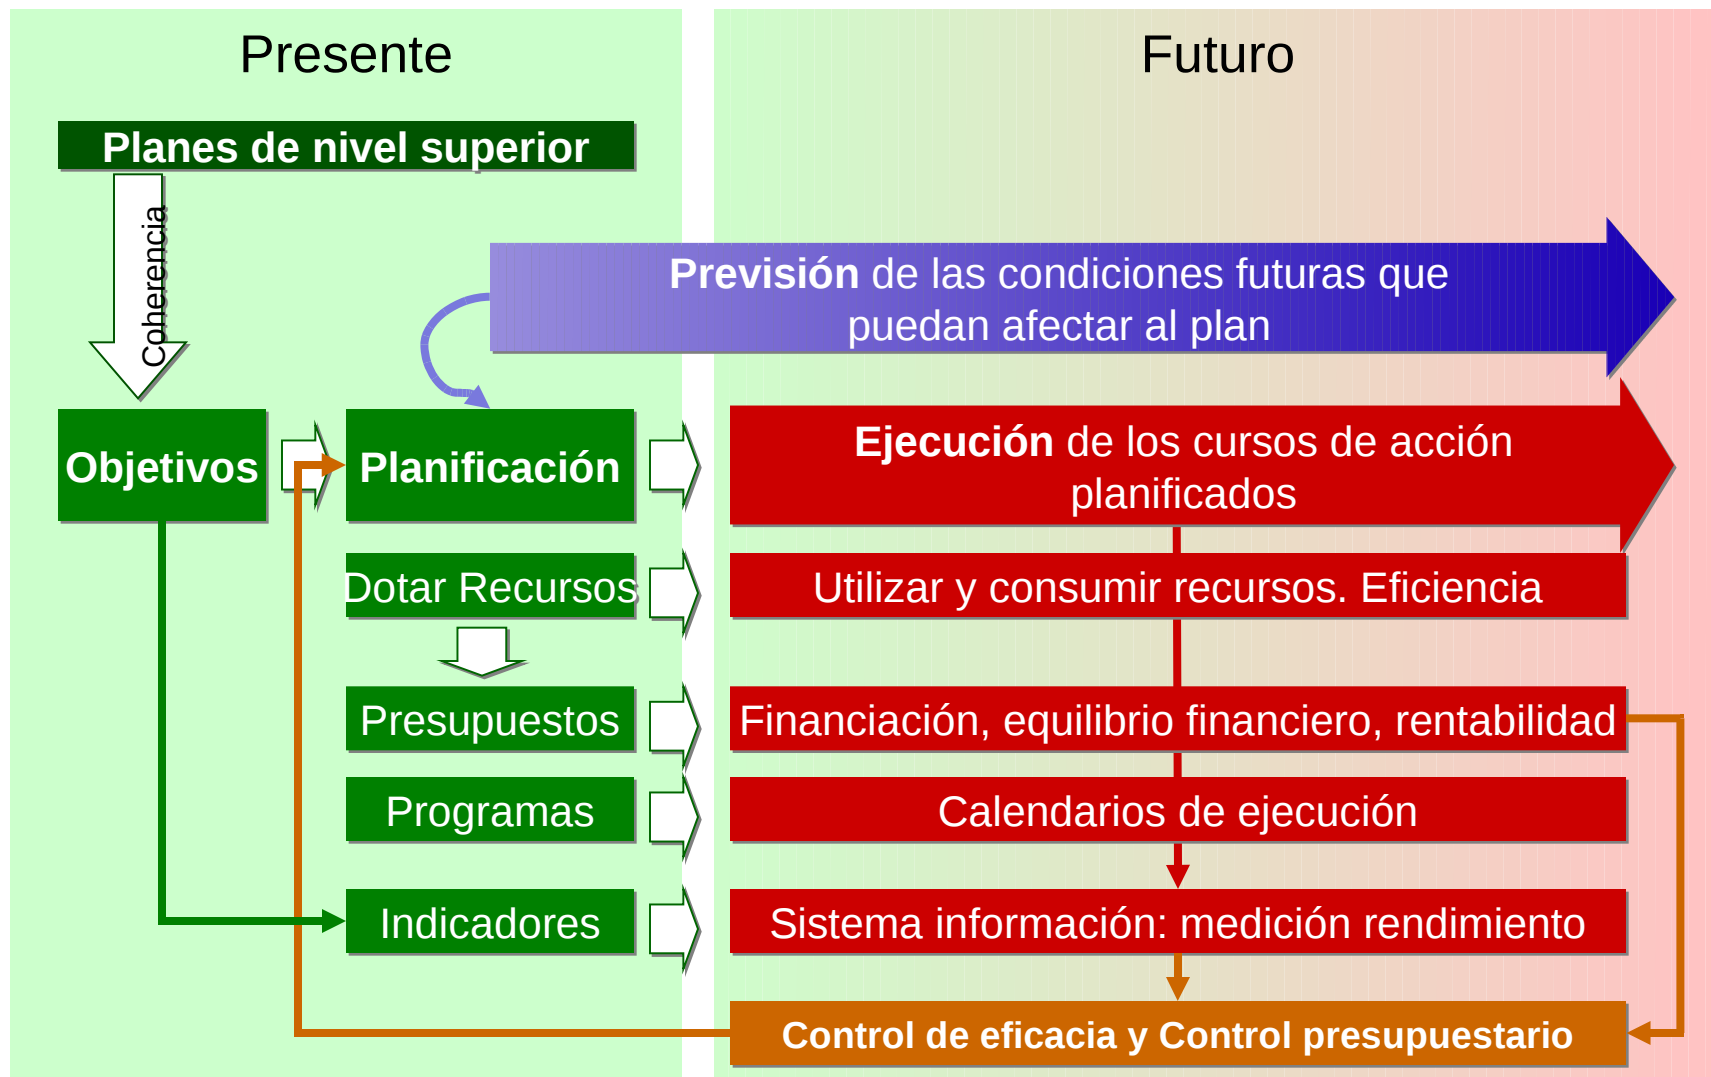 Presente
Futuro
Planes de nivel superior
Coherencia
Previsión de las condiciones futuras que
puedan afectar al plan
Objetivos
Planificación
Ejecución de los cursos de acción
planificados
Dotar Recursos
Utilizar y consumir recursos. Eficiencia
Presupuestos
Financiación, equilibrio financiero, rentabilidad
Programas
Calendarios de ejecución
Indicadores
Sistema información: medición rendimiento
Control de eficacia y Control presupuestario